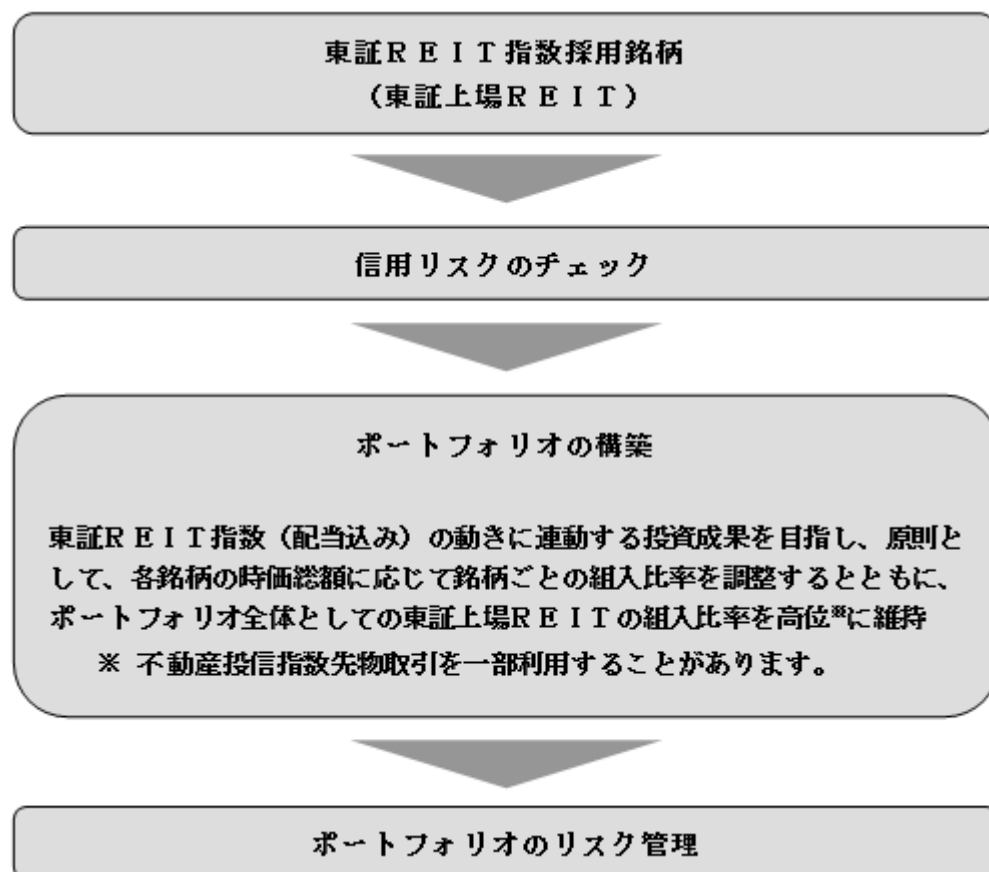 東証ＲＥＩＴ指数採用銘柄
（東証上場ＲＥＩＴ）
信用リスクのチェック
ポートフォリオの構築
東証ＲＥＩＴ指数（配当込み）の動きに連動する投資成果を目指し、原則と
して、各銘柄の時価総額に応じて銘柄ごとの組入比率を調整するとともに、
ポートフォリオ全体としての東証上場ＲＥＩＴの組入比率を高位※に維持
※ 不動産投信指数先物取引を一部利用することがあります。
ポートフォリオのリスク管理